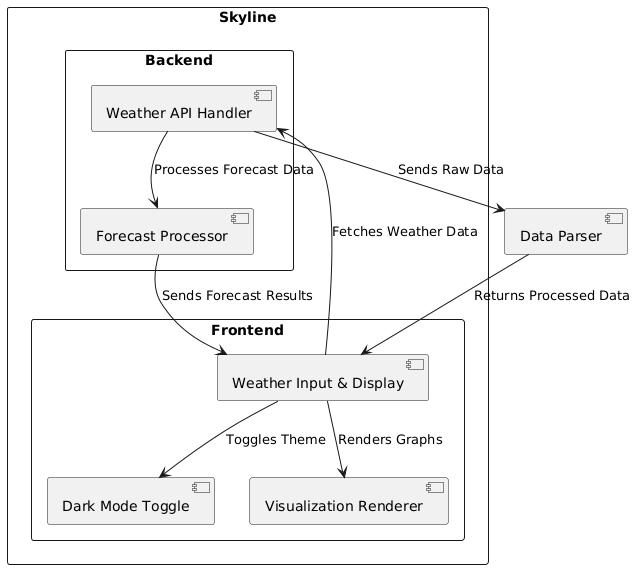 Skyline
Backend
Weather API Handler
Processes Forecast Data
Sends Raw Data
Forecast Processor
Fetches Weather Data
Data Parser
Sends Forecast Results
Returns Processed Data
Frontend
Weather Input & Display
Toggles Theme
Renders Graphs
Dark Mode Toggle
Visualization Renderer